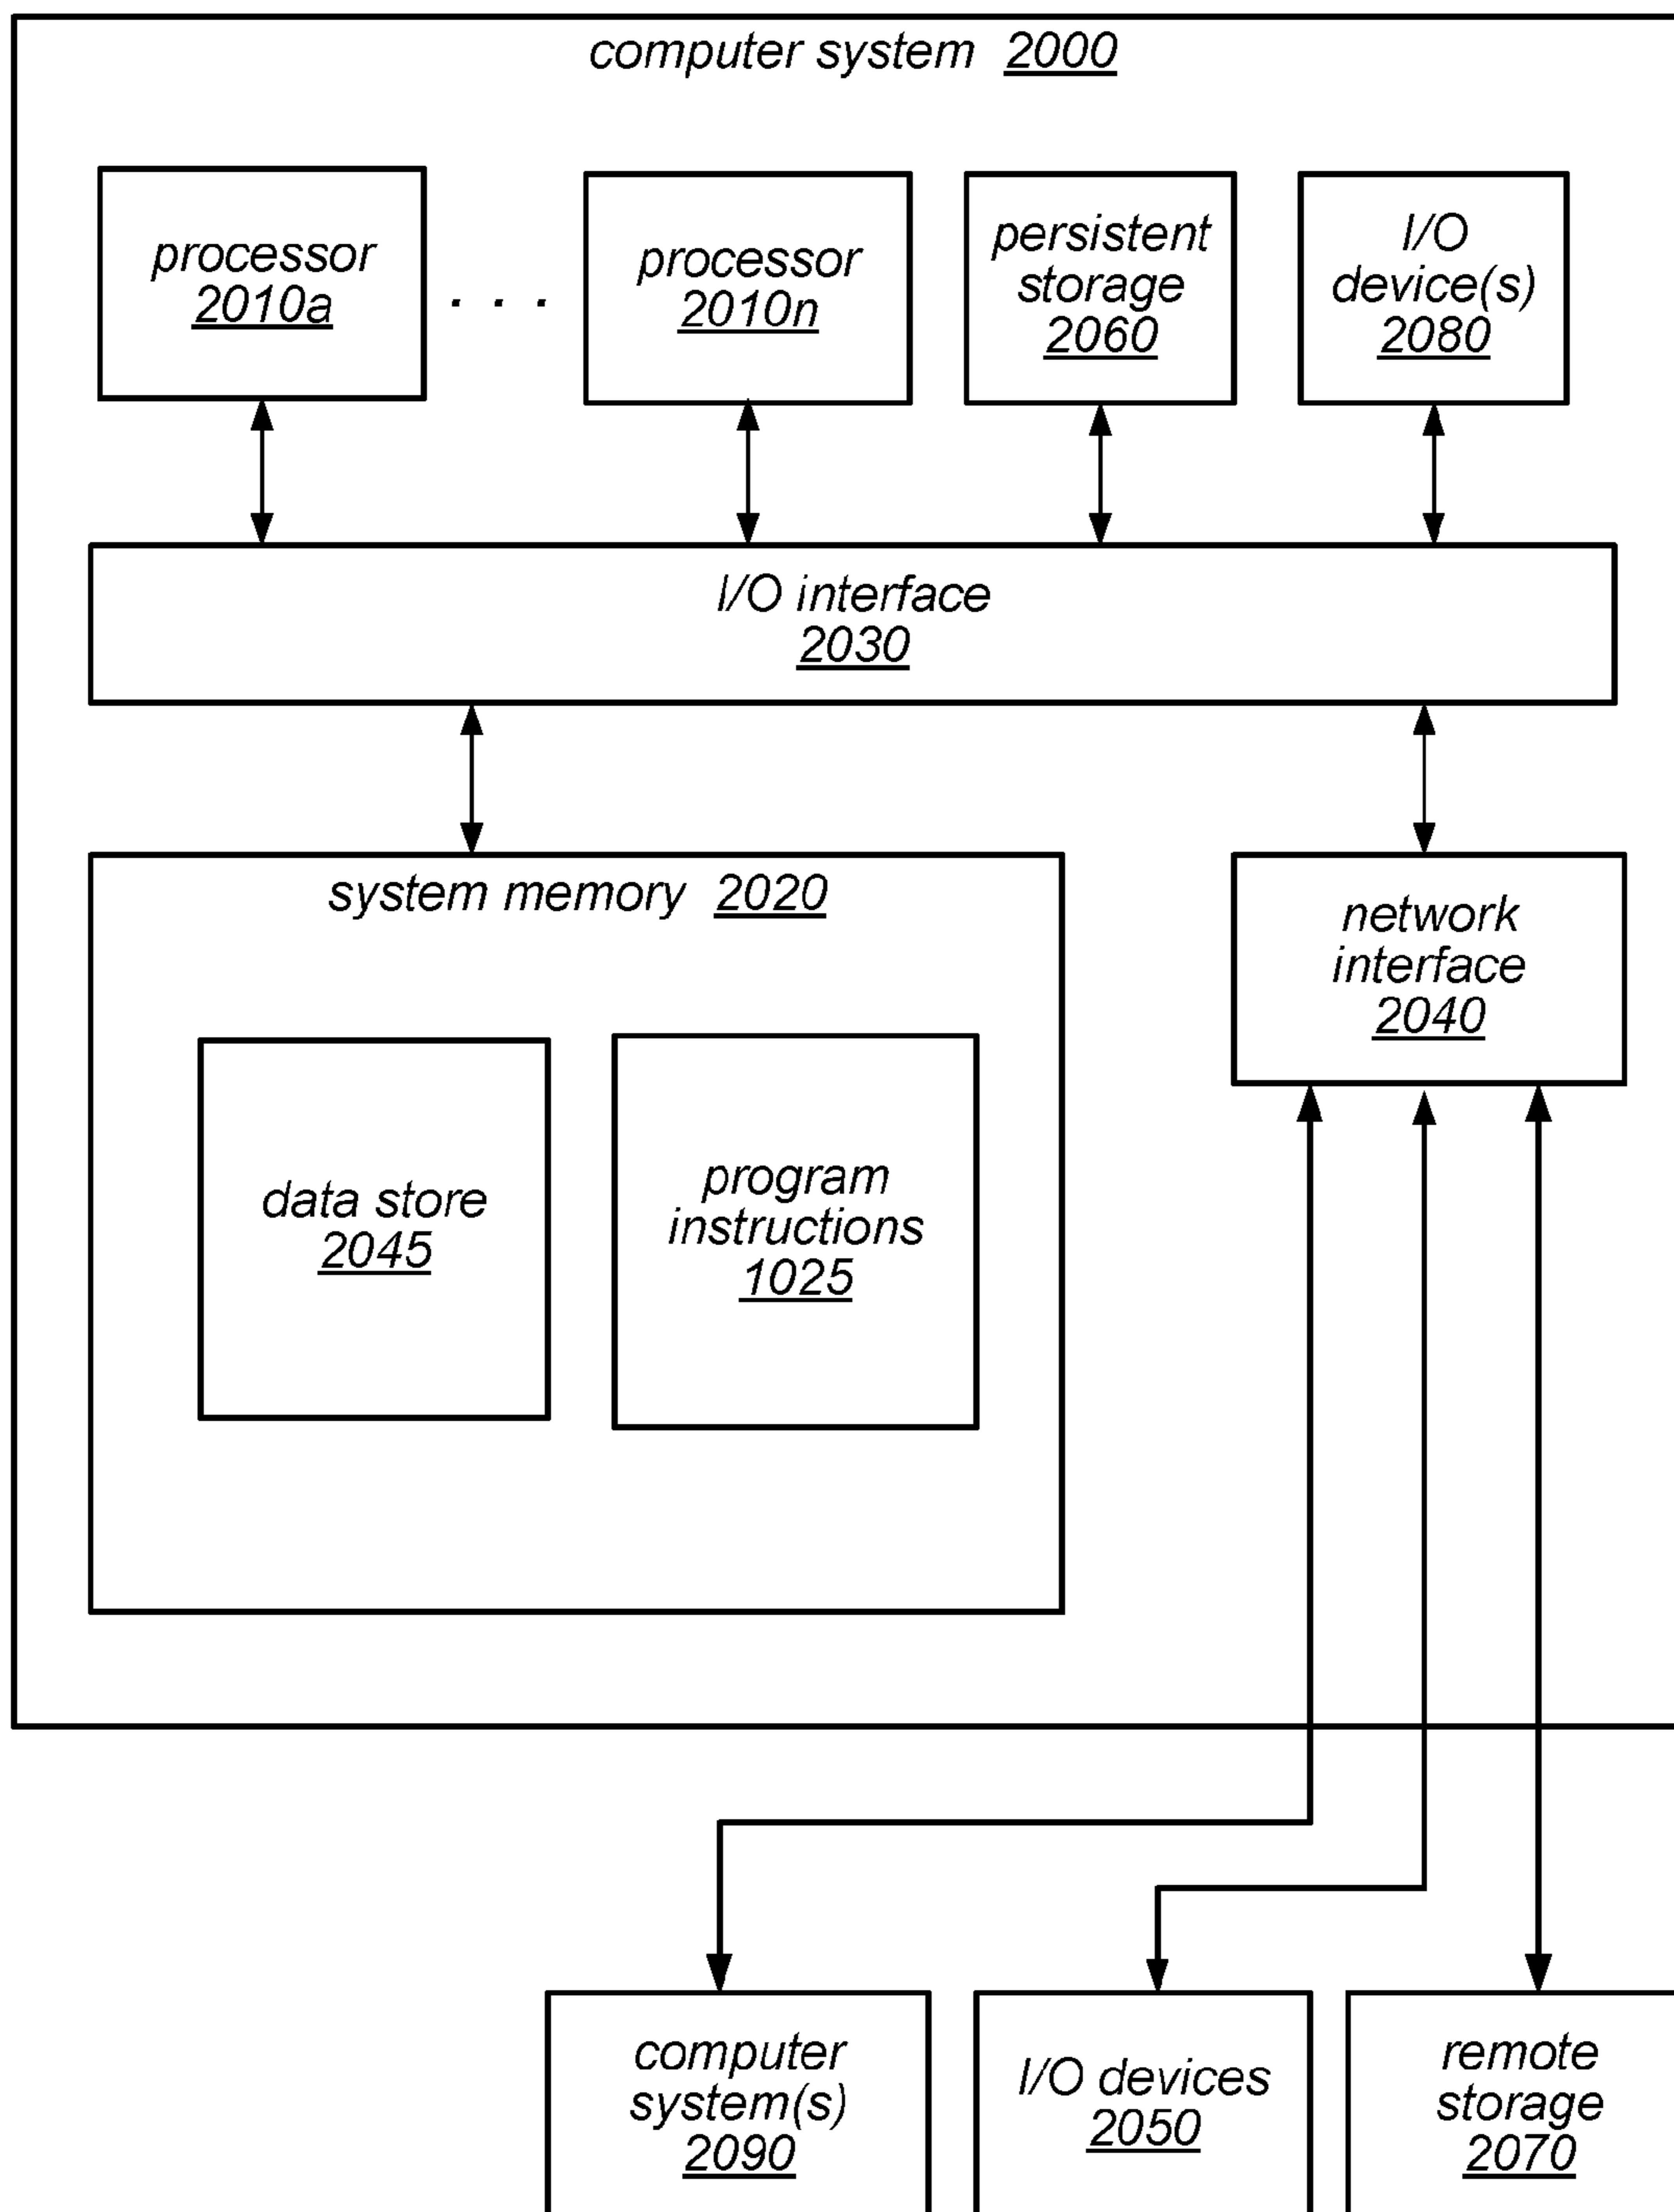 computer system 2000
processor
2010a
. . .
processor
2010n
persistent
storage
2060
I/O
device(s)
2080
I/O interface
2030
system memory 2020
data store
2045
program
instructions
1025
network
interface
2040
computer
system(s)
2090
I/O devices
2050
remote
storage
2070